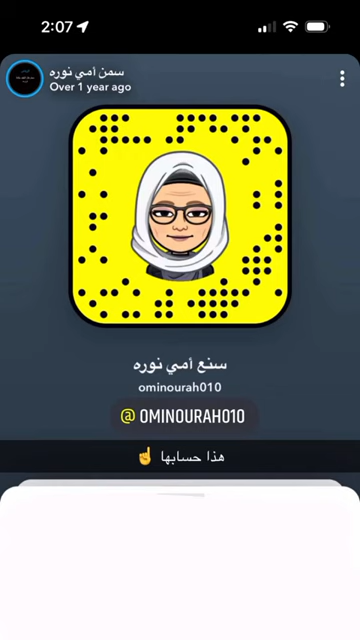 2:07
سمن أمي نوره
Over 1 year ago
سنع أمي نوره
ominourah010
@ OMINOURAH010
هذا حسابها ☝️